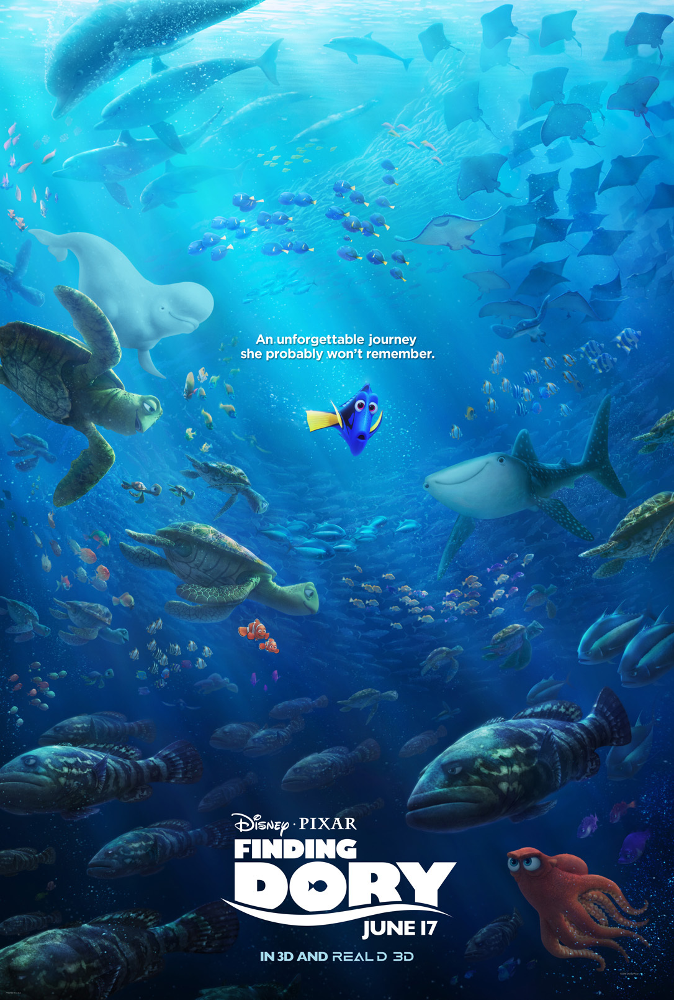 An unforgettable journey
she probably won't remember.
Disney · PIXAR
FINDING
DORY
JUNE 17
IN 3D AND REAL D 3D